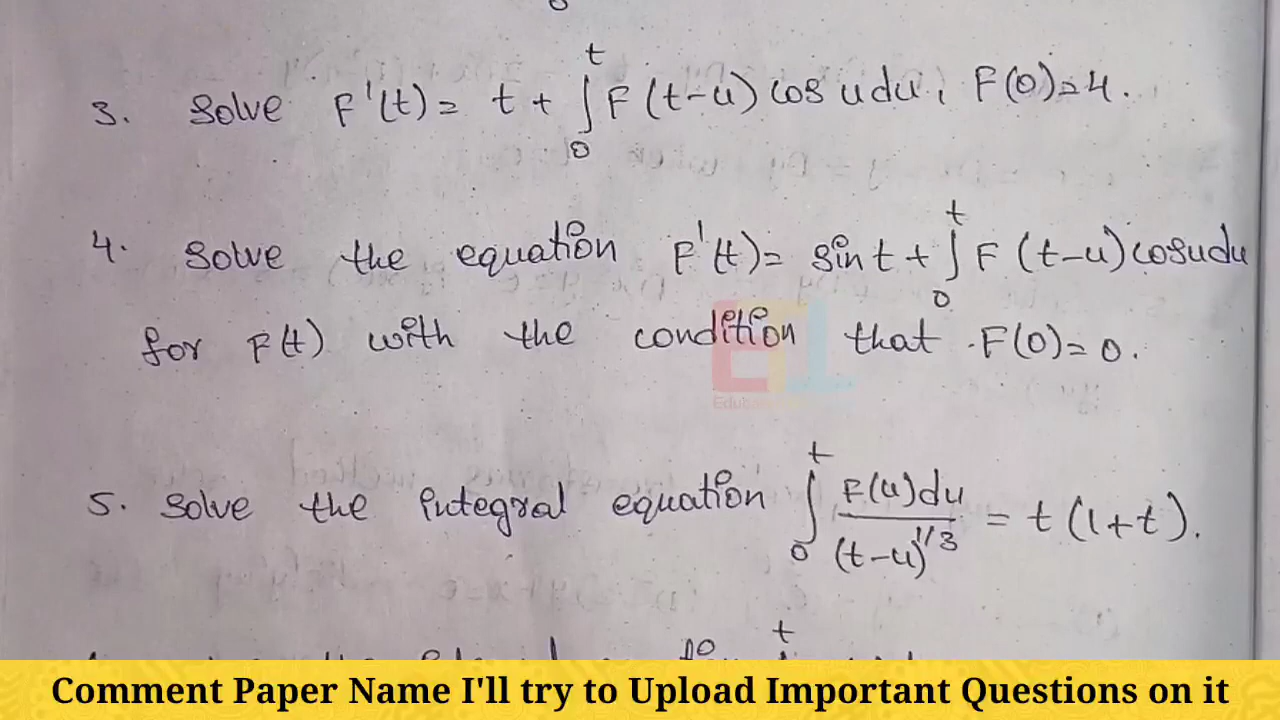 3. Solve F'(t) = t + ∫₀ᵗ F(t-u) cos u du, F(0)=4.
4. Solve the equation F'(t) = sin t + ∫₀ᵗ F(t-u) cos u du
for F(t) with the condition that F(0)=0.
5. Solve the integral equation ∫₀ᵗ F(u)du / (t-u)^1/3 = t(1+t).
Comment Paper Name I'll try to Upload Important Questions on it